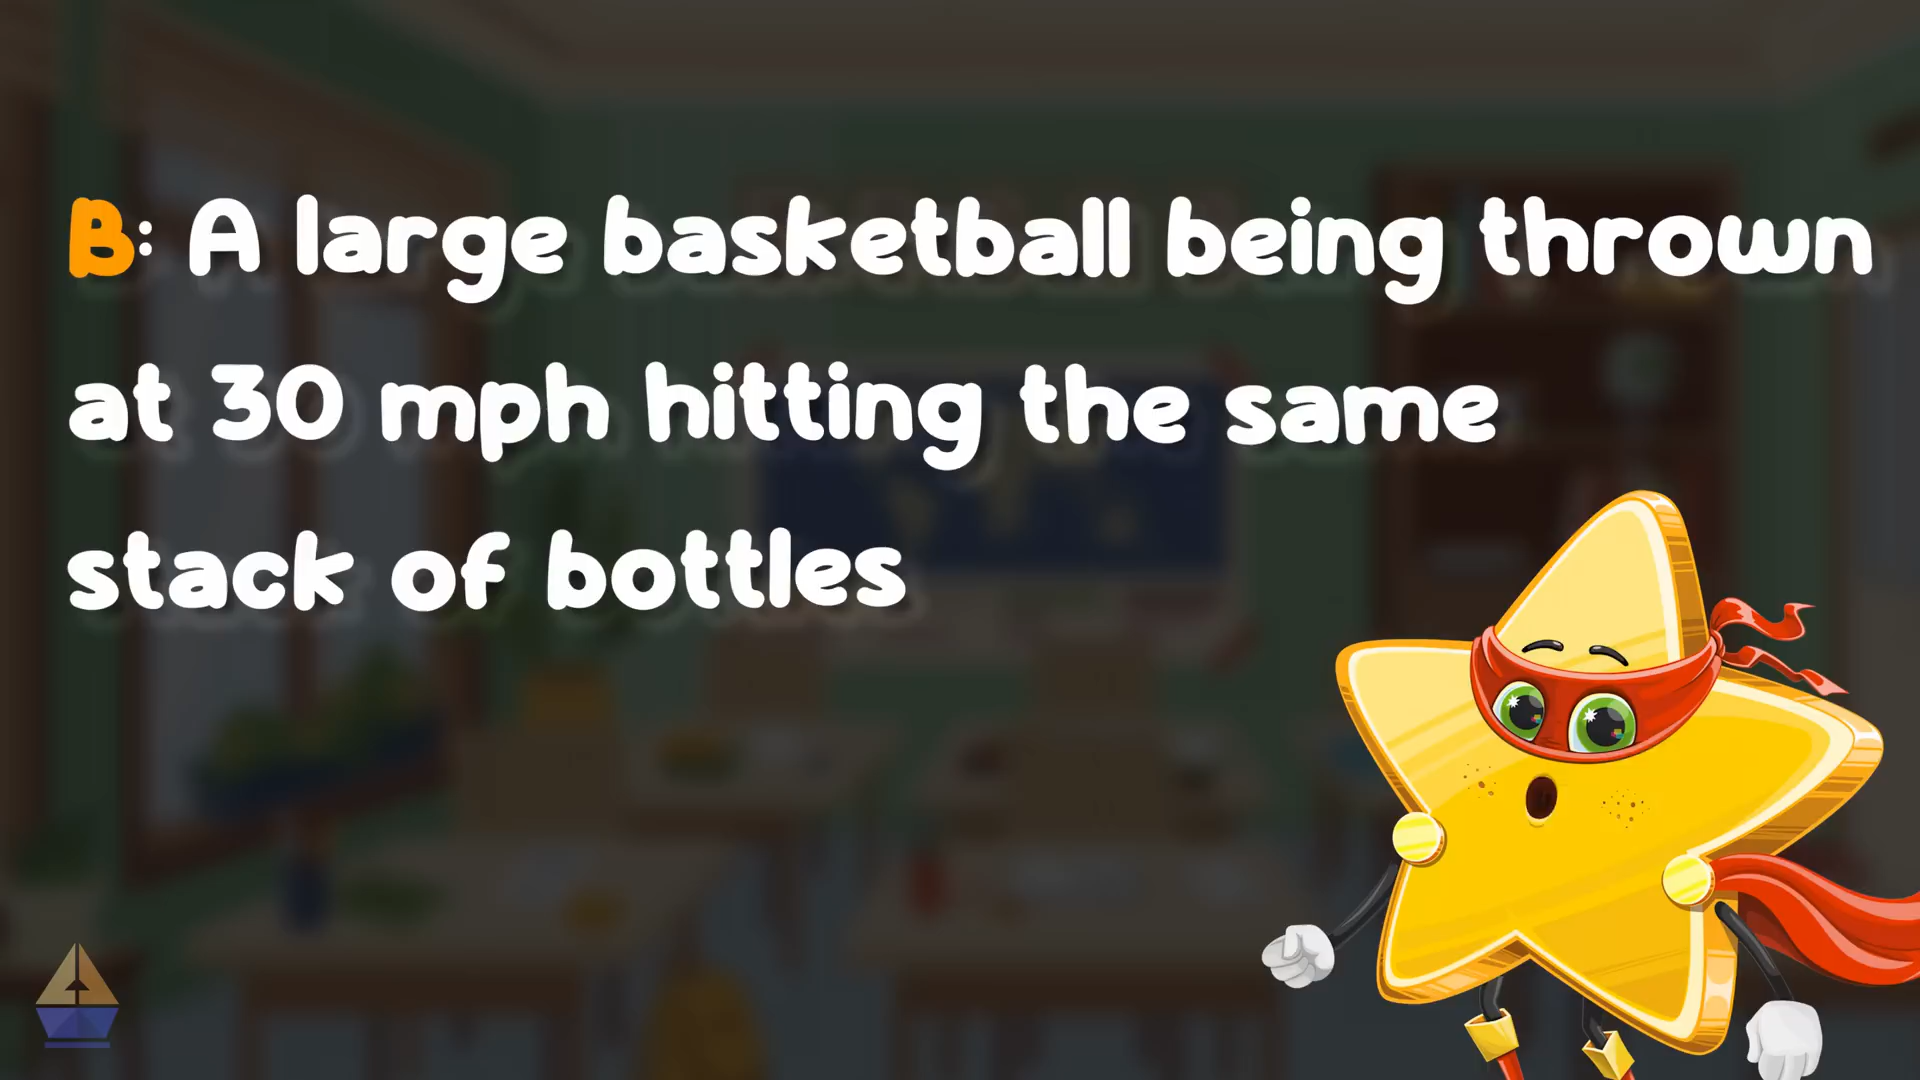 B: A large basketball being thrown
at 30 mph hitting the same
stack of bottles